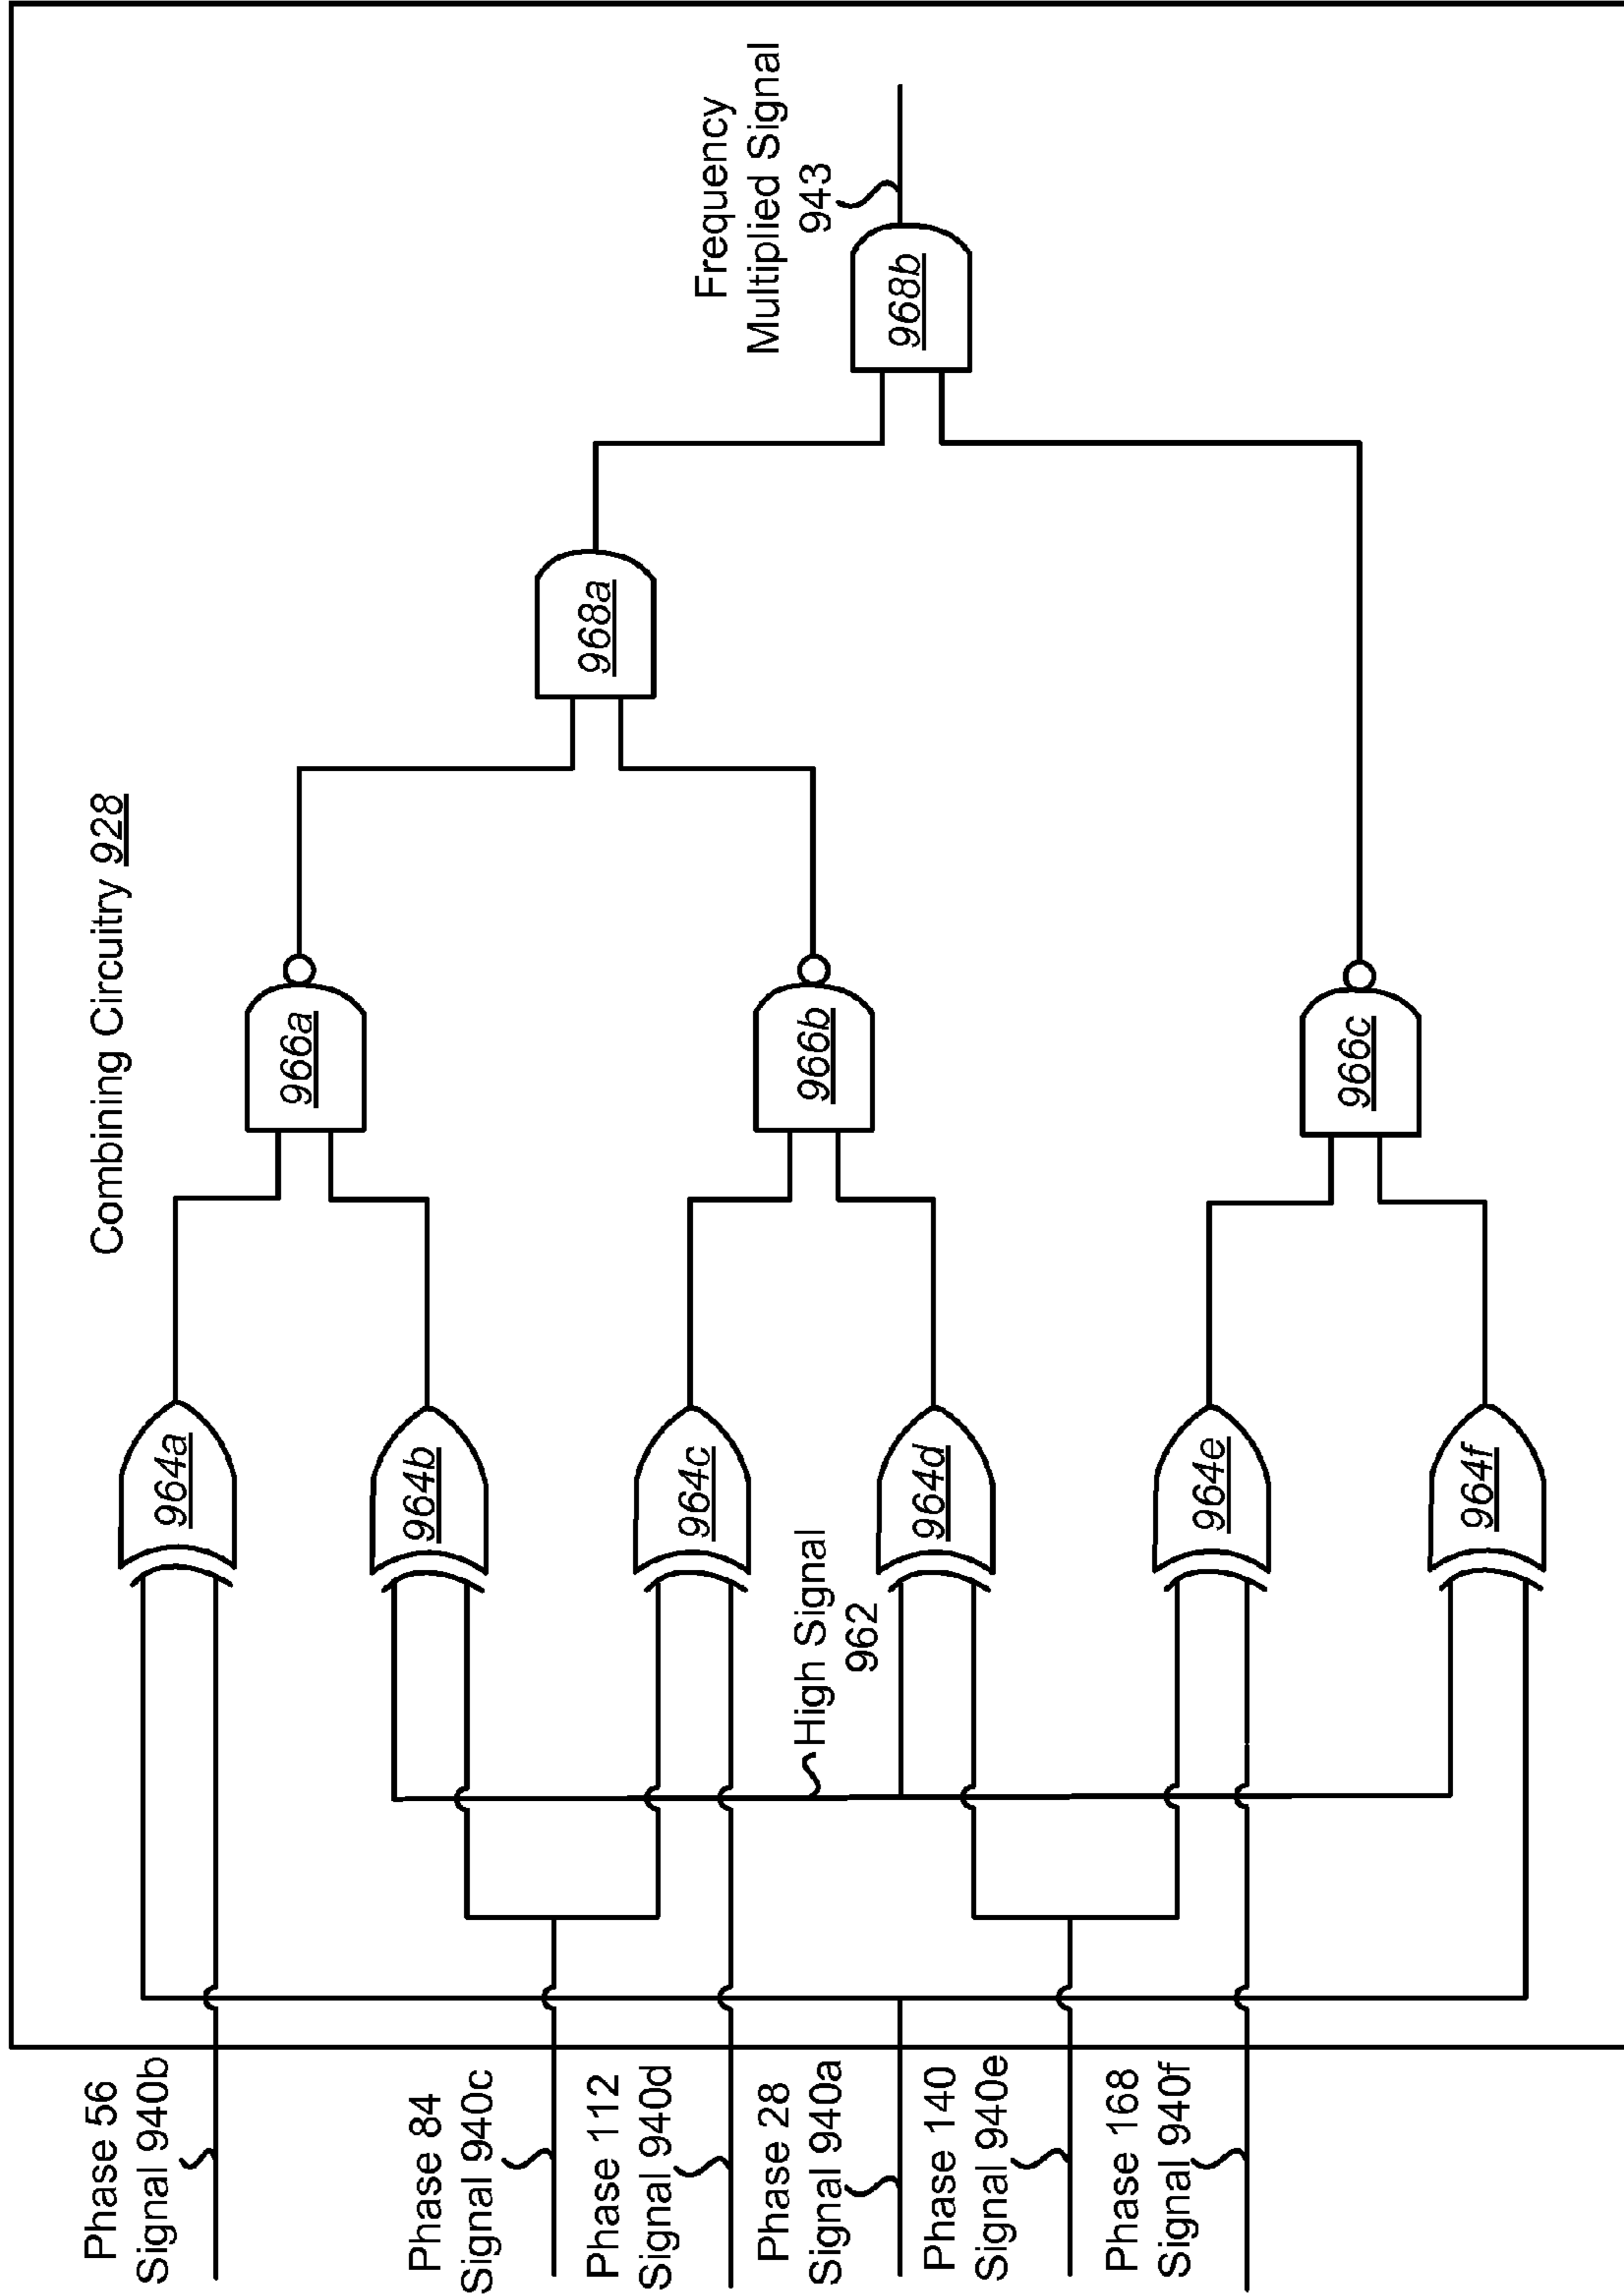 Combining Circuitry 928
Phase 56
Signal 940b
Phase 84
Signal 940c
Phase 112
Signal 940d
Phase 28
Signal 940a
Phase 140
Signal 940e
Phase 168
Signal 940f
High Signal
962
964a
964b
964c
964d
964e
964f
966a
966b
966c
968a
968b
Frequency
Multiplied Signal
943